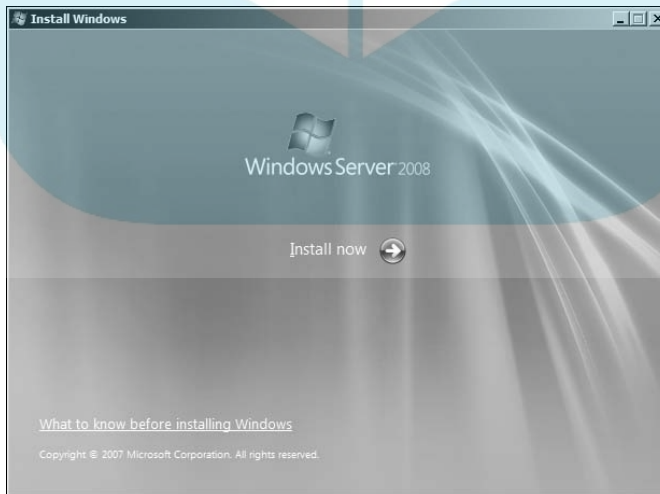 Install Windows
Windows Server 2008
Install now
What to know before installing Windows
Copyright © 2007 Microsoft Corporation. All rights reserved.